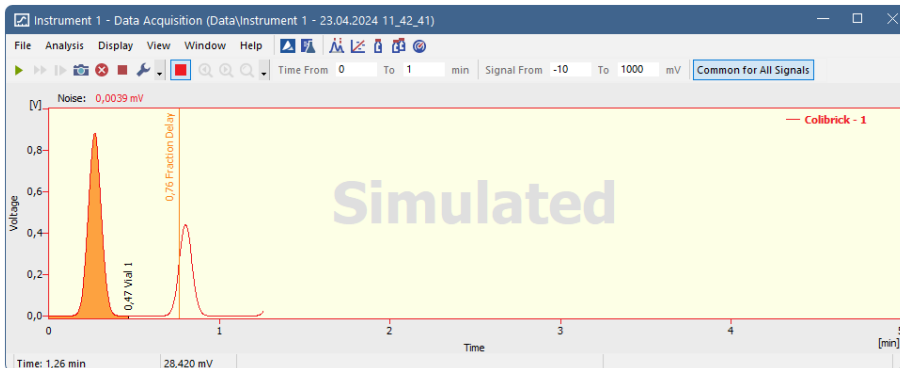 Instrument 1 - Data Acquisition (Data\Instrument 1 - 23.04.2024 11_42_41)
File Analysis Display View Window Help
Time From 0 To 1 min Signal From -10 To 1000 mV Common for All Signals
Noise: 0,0039 mV
[V]
Colibrick - 1
0,8
0,6
0,4
0,2
0,0
Voltage
0,47 Vial 1
0,76 Fraction Delay
Simulated
0 1 2 3 4 5
Time
[min]
Time: 1,26 min 28,420 mV